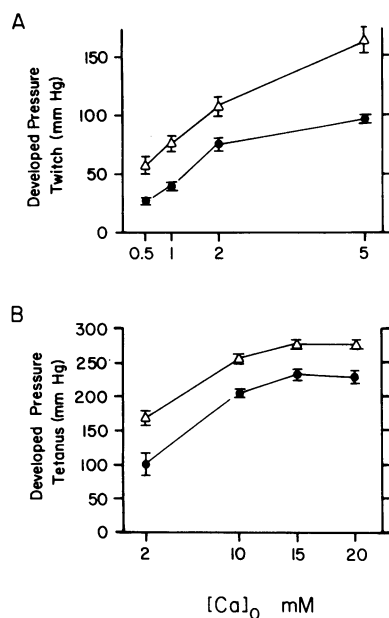 A
Developed Pressure
Twitch (mm Hg)
150
100
50
0
0.5 1 2 5
B
Developed Pressure
Tetanus (mm Hg)
300
250
200
150
100
50
0
2 10 15 20
[Ca]o mM